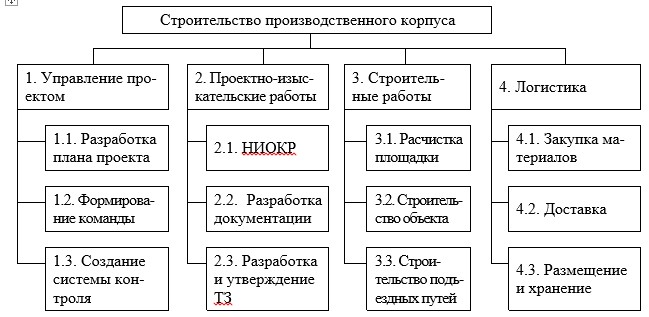 Строительство производственного корпуса
1. Управление про-
ектом
1.1. Разработка
плана проекта
1.2. Формирова-
ние команды
1.3. Создание
системы кон-
троля
2. Проектно-изыс-
кательские работы
2.1. НИОКР
2.2. Разработка
документации
2.3. Разработка
и утверждение
ТЗ
3. Строитель-
ные работы
3.1. Расчистка
площадки
3.2. Строитель-
ство объекта
3.3. Строи-
тельство подъ-
ездных путей
4. Логистика
4.1. Закупка ма-
териалов
4.2. Доставка
4.3. Размещение
и хранение